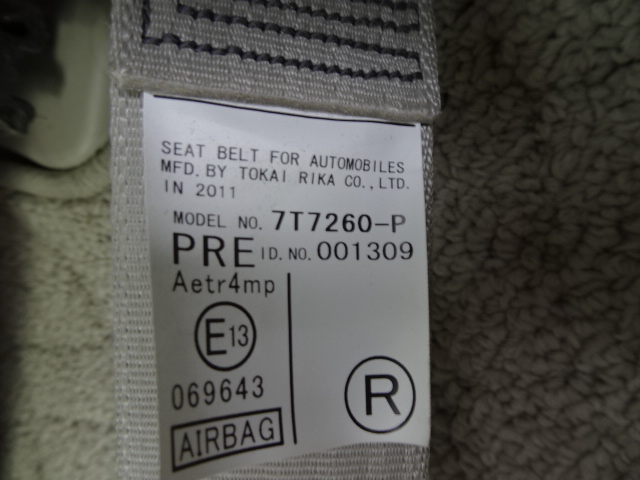 SEAT BELT FOR AUTOMOBILES
MFD. BY TOKAI RIKA CO., LTD.
IN 2011
MODEL NO. 7T7260-P
PRE ID. NO. 001309
Aetr4mp
E13
069643
R
AIRBAG